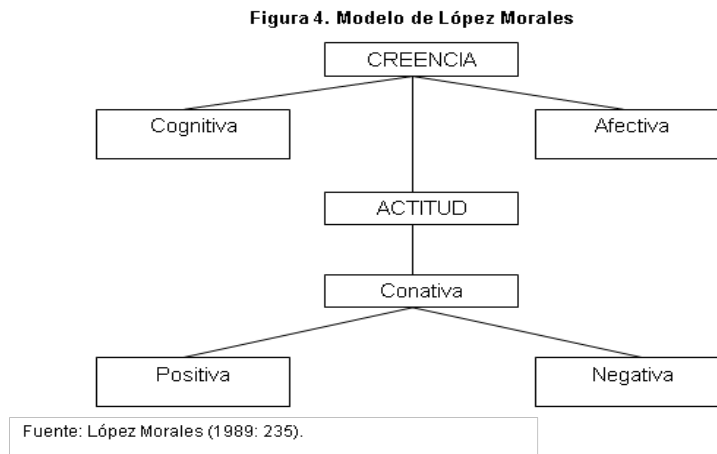 Figura 4. Modelo de López Morales
CREENCIA
Cognitiva
Afectiva
ACTITUD
Conativa
Positiva
Negativa
Fuente: López Morales (1989: 235).